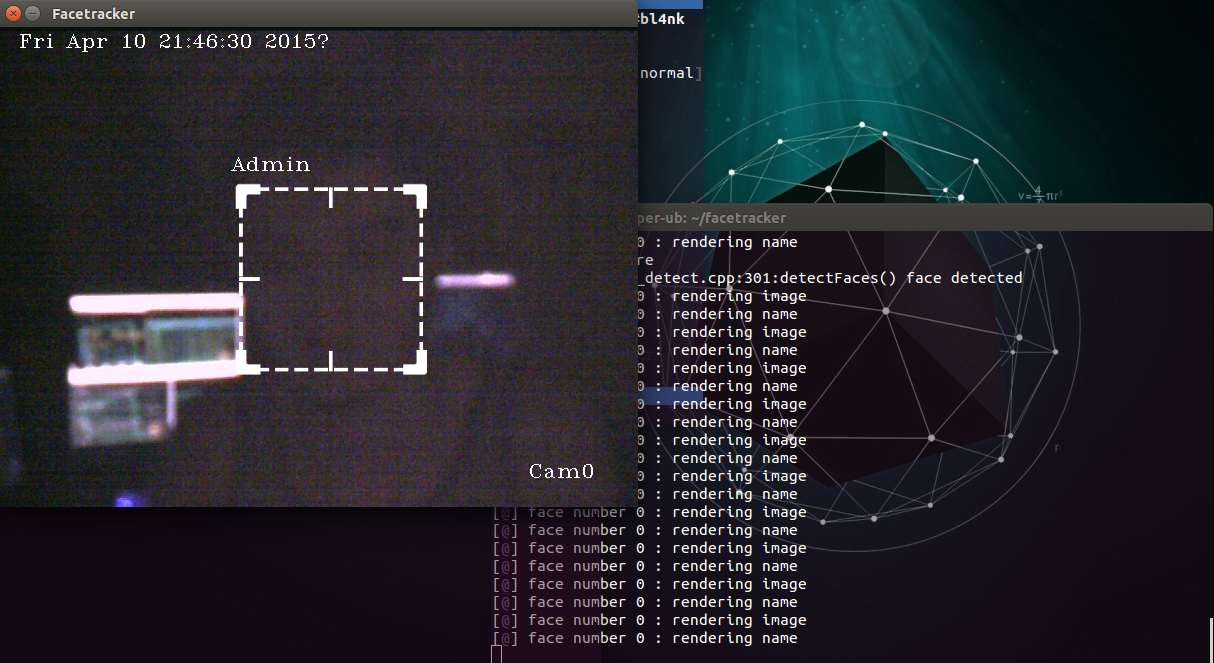 Facetracker
Fri Apr 10 21:46:30 2015?
Admin
Cam0
bl4nk
normal]
per-ub: ~/facetracker
0 : rendering name
re
_detect.cpp:301:detectFaces() face detected
0 : rendering image
0 : rendering name
0 : rendering image
0 : rendering name
0 : rendering image
0 : rendering name
0 : rendering image
0 : rendering name
0 : rendering image
0 : rendering name
0 : rendering image
0 : rendering name
[@] face number 0 : rendering image
[@] face number 0 : rendering name
[@] face number 0 : rendering image
[@] face number 0 : rendering name
[@] face number 0 : rendering image
[@] face number 0 : rendering name
[@] face number 0 : rendering image
[@] face number 0 : rendering name
r